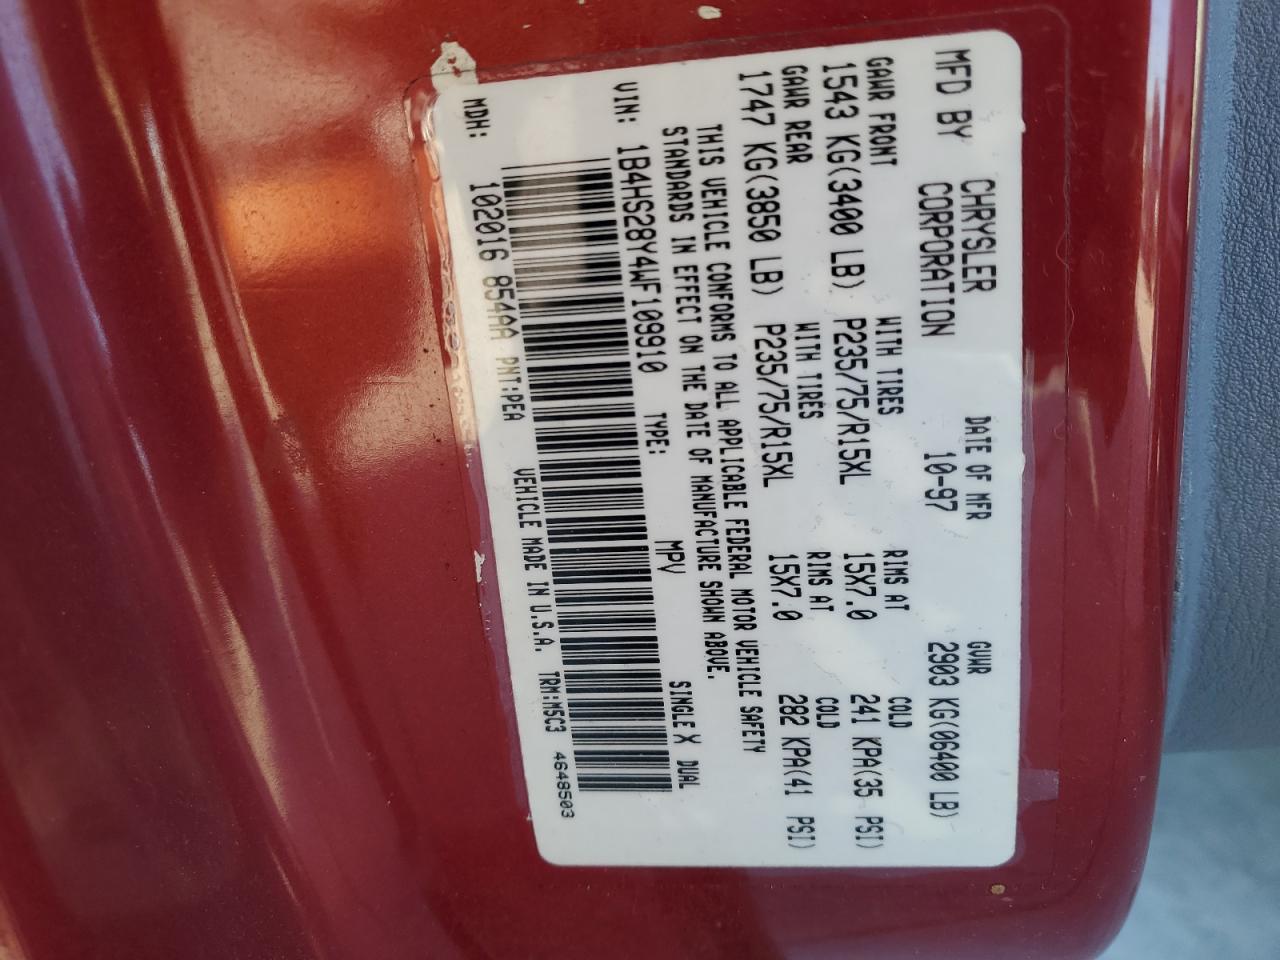 MFD BY CHRYSLER CORPORATION DATE OF MFR 10-97 GVWR 2903 KG(06400 LB)
GAWR FRONT WITH TIRES RIMS AT COLD
1543 KG(3400 LB) P235/75/R15XL 15X7.0 241 KPA(35 PSI)
GAWR REAR WITH TIRES RIMS AT COLD
1747 KG(3850 LB) P235/75/R15XL 15X7.0 282 KPA(41 PSI)
THIS VEHICLE CONFORMS TO ALL APPLICABLE FEDERAL MOTOR VEHICLE SAFETY
STANDARDS IN EFFECT ON THE DATE OF MANUFACTURE SHOWN ABOVE.
VIN: 1B4HS28Y4WF109910 TYPE: MPV SINGLE X DUAL
MDH: 102016 854AA PNT:PEA VEHICLE MADE IN U.S.A. TRM:M5C3 4648503